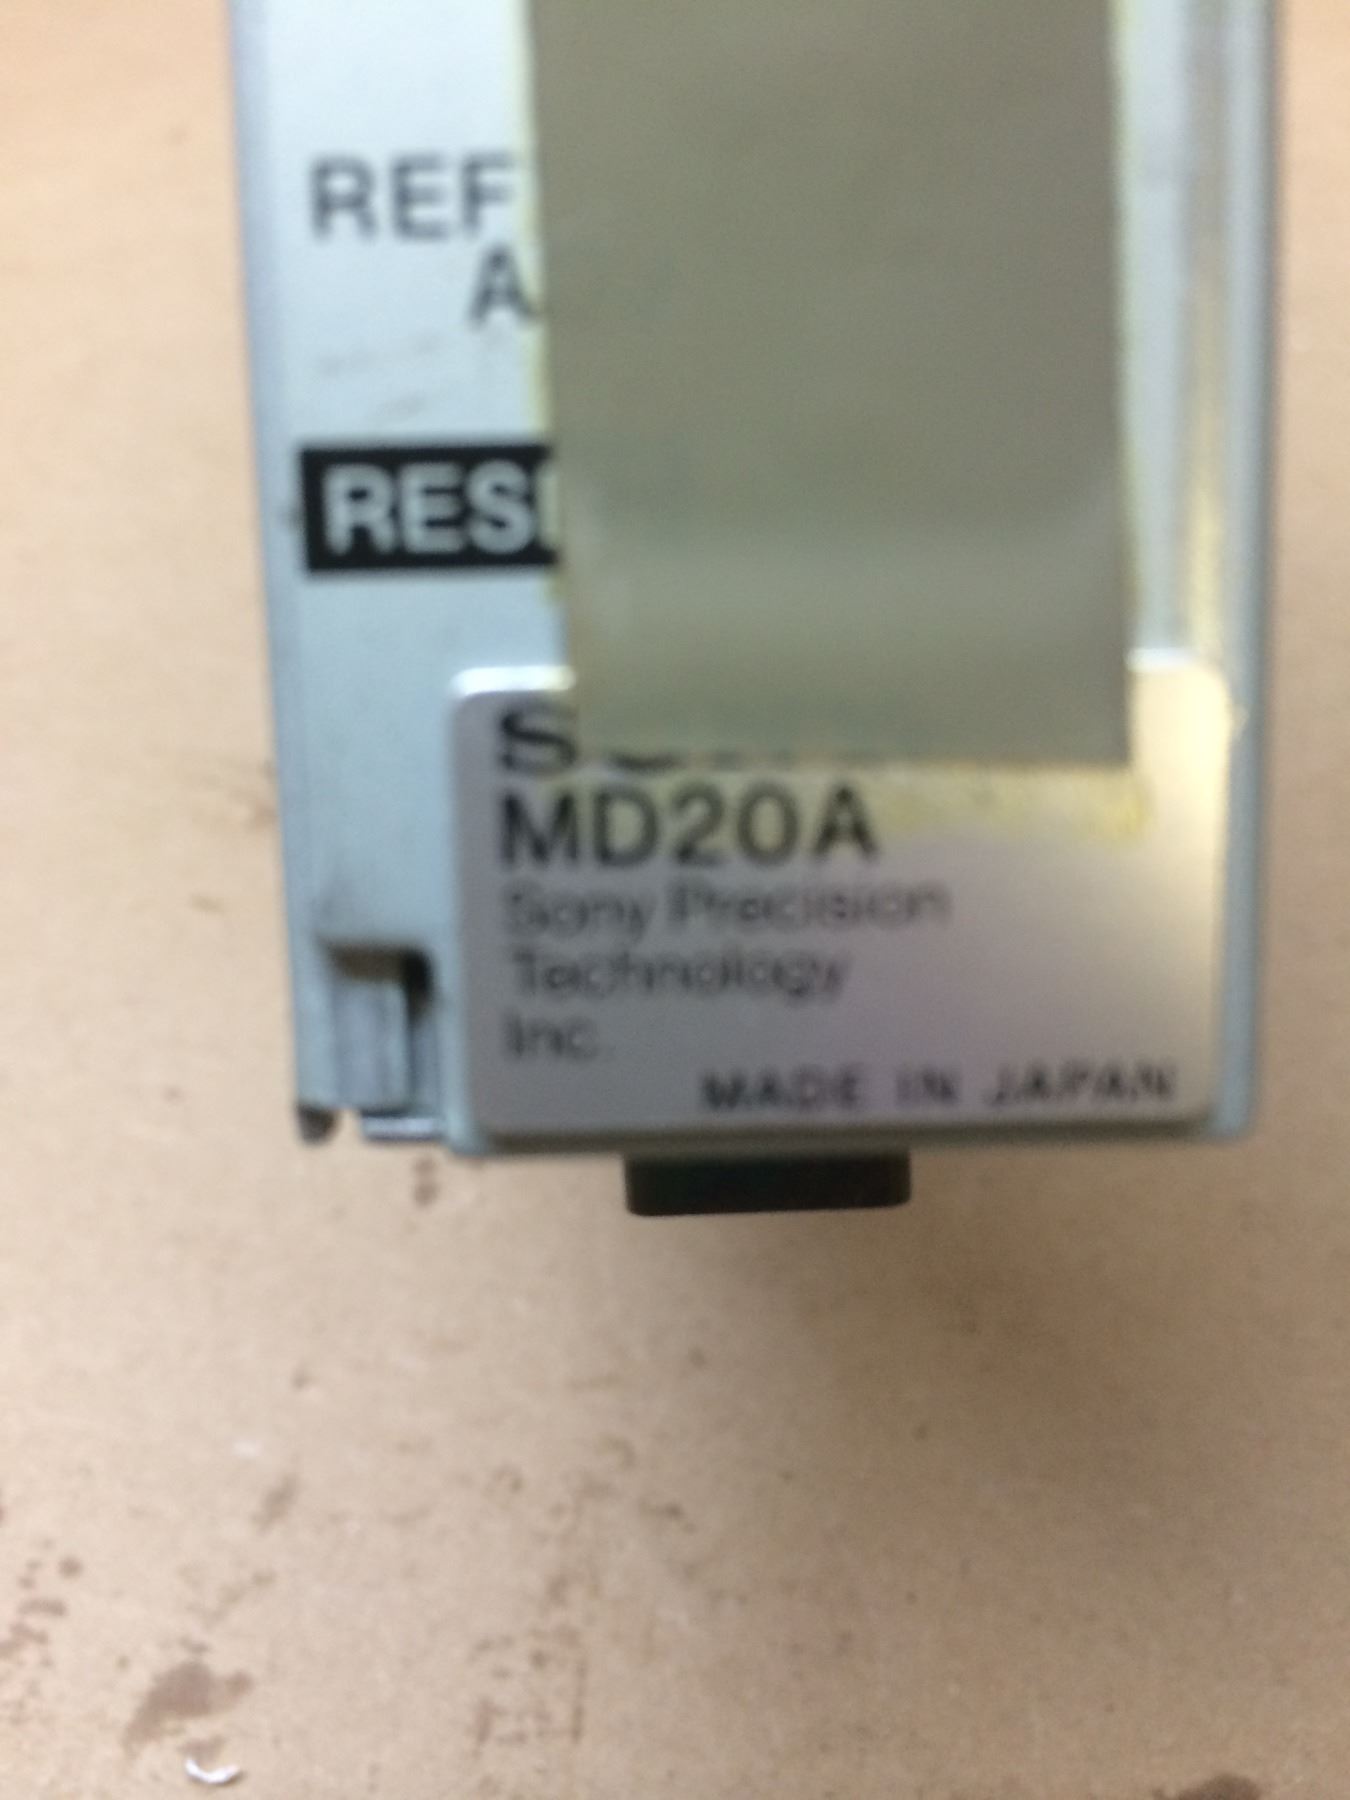 REF
A
RES
MD20A
Sony Precision
Technology
Inc.
MADE IN JAPAN